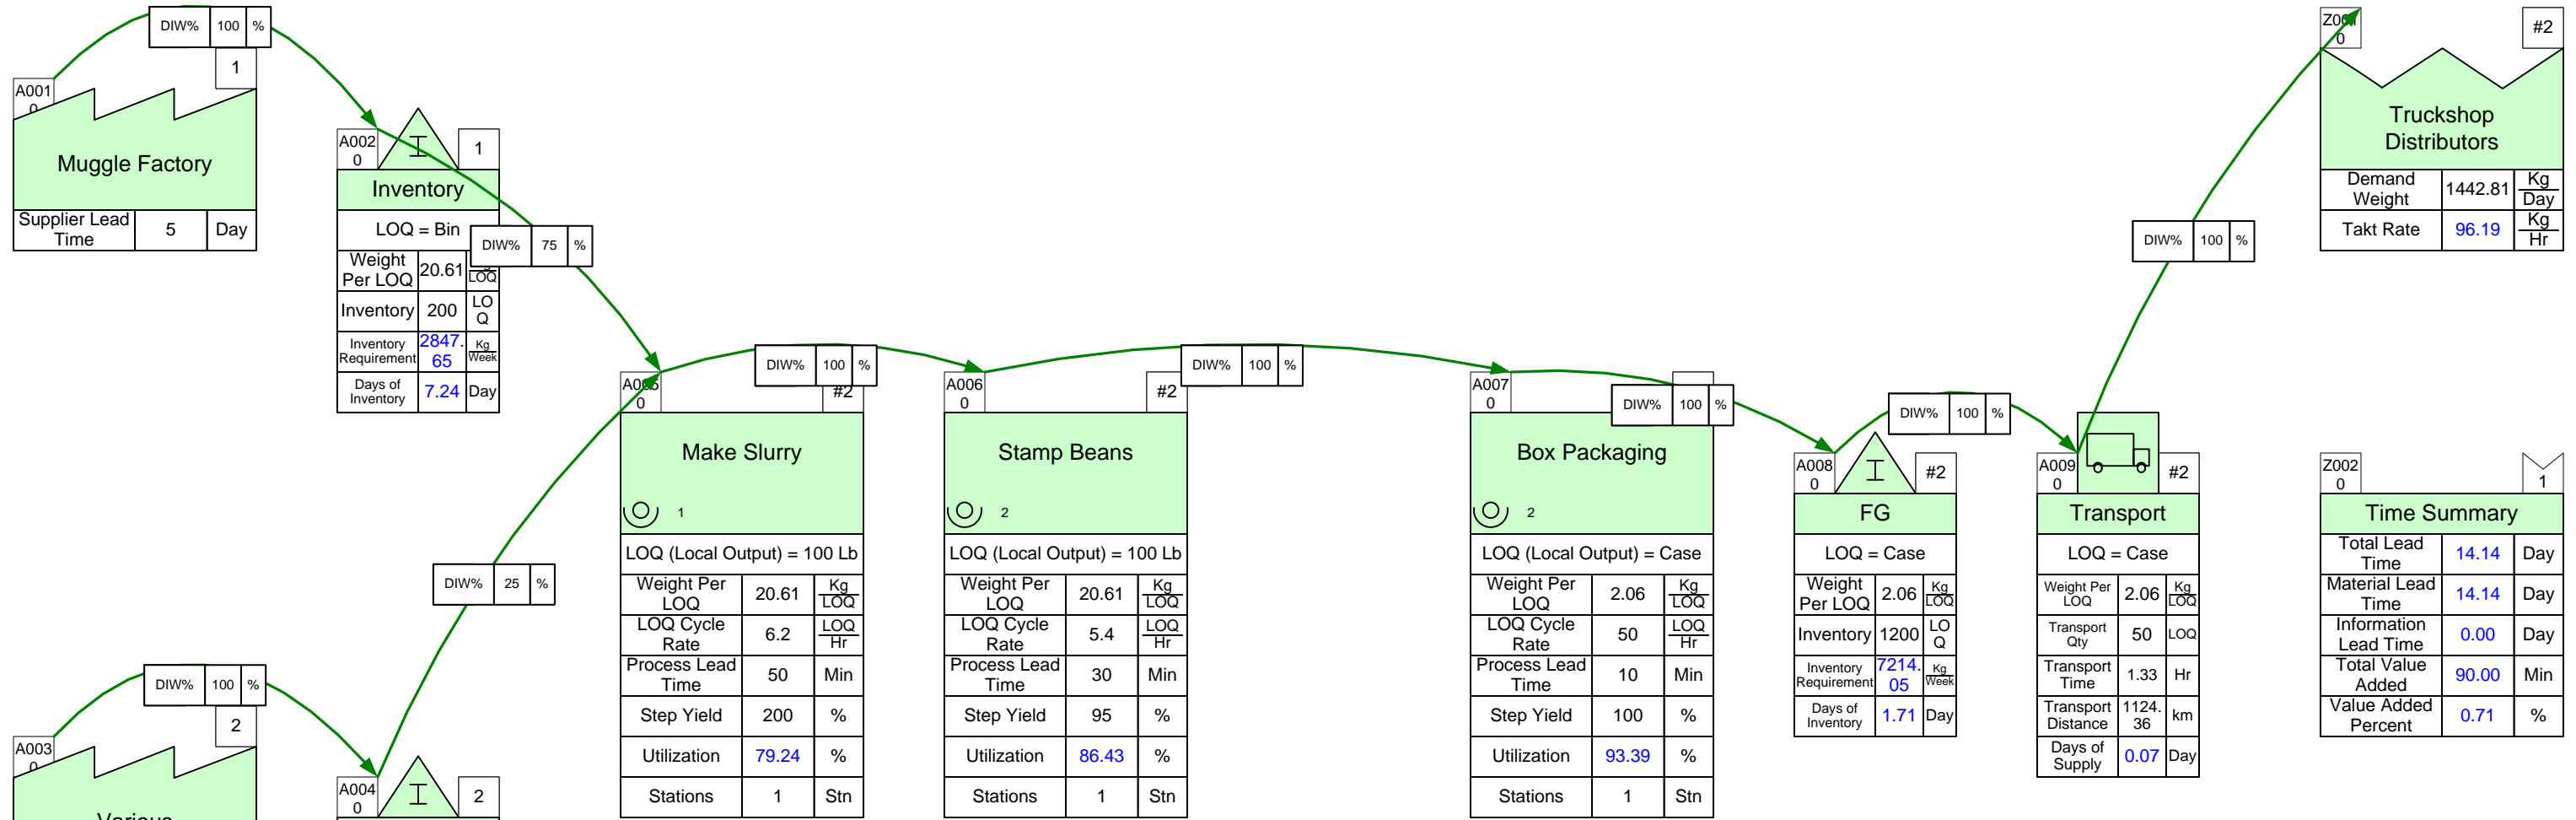 DIW% 100 %
1
A001
0
Muggle Factory
Supplier Lead Time 5 Day
A002
0
I
1
Inventory
LOQ = Bin
Weight Per LOQ 20.61 LOQ
Inventory 200 LOQ
Inventory Requirement 2847.65 Kg Week
Days of Inventory 7.24 Day
DIW% 75 %
DIW% 25 %
DIW% 100 %
2
A003
0
Various
A004
0
I
2
A005
0
#2
Make Slurry
1
LOQ (Local Output) = 100 Lb
Weight Per LOQ 20.61 Kg LOQ
LOQ Cycle Rate 6.2 LOQ Hr
Process Lead Time 50 Min
Step Yield 200 %
Utilization 79.24 %
Stations 1 Stn
DIW% 100 %
A006
0
#2
Stamp Beans
2
LOQ (Local Output) = 100 Lb
Weight Per LOQ 20.61 Kg LOQ
LOQ Cycle Rate 5.4 LOQ Hr
Process Lead Time 30 Min
Step Yield 95 %
Utilization 86.43 %
Stations 1 Stn
DIW% 100 %
A007
0
Box Packaging
2
LOQ (Local Output) = Case
Weight Per LOQ 2.06 Kg LOQ
LOQ Cycle Rate 50 LOQ Hr
Process Lead Time 10 Min
Step Yield 100 %
Utilization 93.39 %
Stations 1 Stn
DIW% 100 %
A008
0
I
#2
FG
LOQ = Case
Weight Per LOQ 2.06 Kg LOQ
Inventory 1200 LOQ
Inventory Requirement 7214.05 Kg Week
Days of Inventory 1.71 Day
DIW% 100 %
A009
0
#2
Transport
LOQ = Case
Weight Per LOQ 2.06 Kg LOQ
Transport Qty 50 LOQ
Transport Time 1.33 Hr
Transport Distance 1124.36 km
Days of Supply 0.07 Day
DIW% 100 %
Z001
0
#2
Truckshop
Distributors
Demand Weight 1442.81 Kg Day
Takt Rate 96.19 Kg Hr
Z002
0
1
Time Summary
Total Lead Time 14.14 Day
Material Lead Time 14.14 Day
Information Lead Time 0.00 Day
Total Value Added 90.00 Min
Value Added Percent 0.71 %